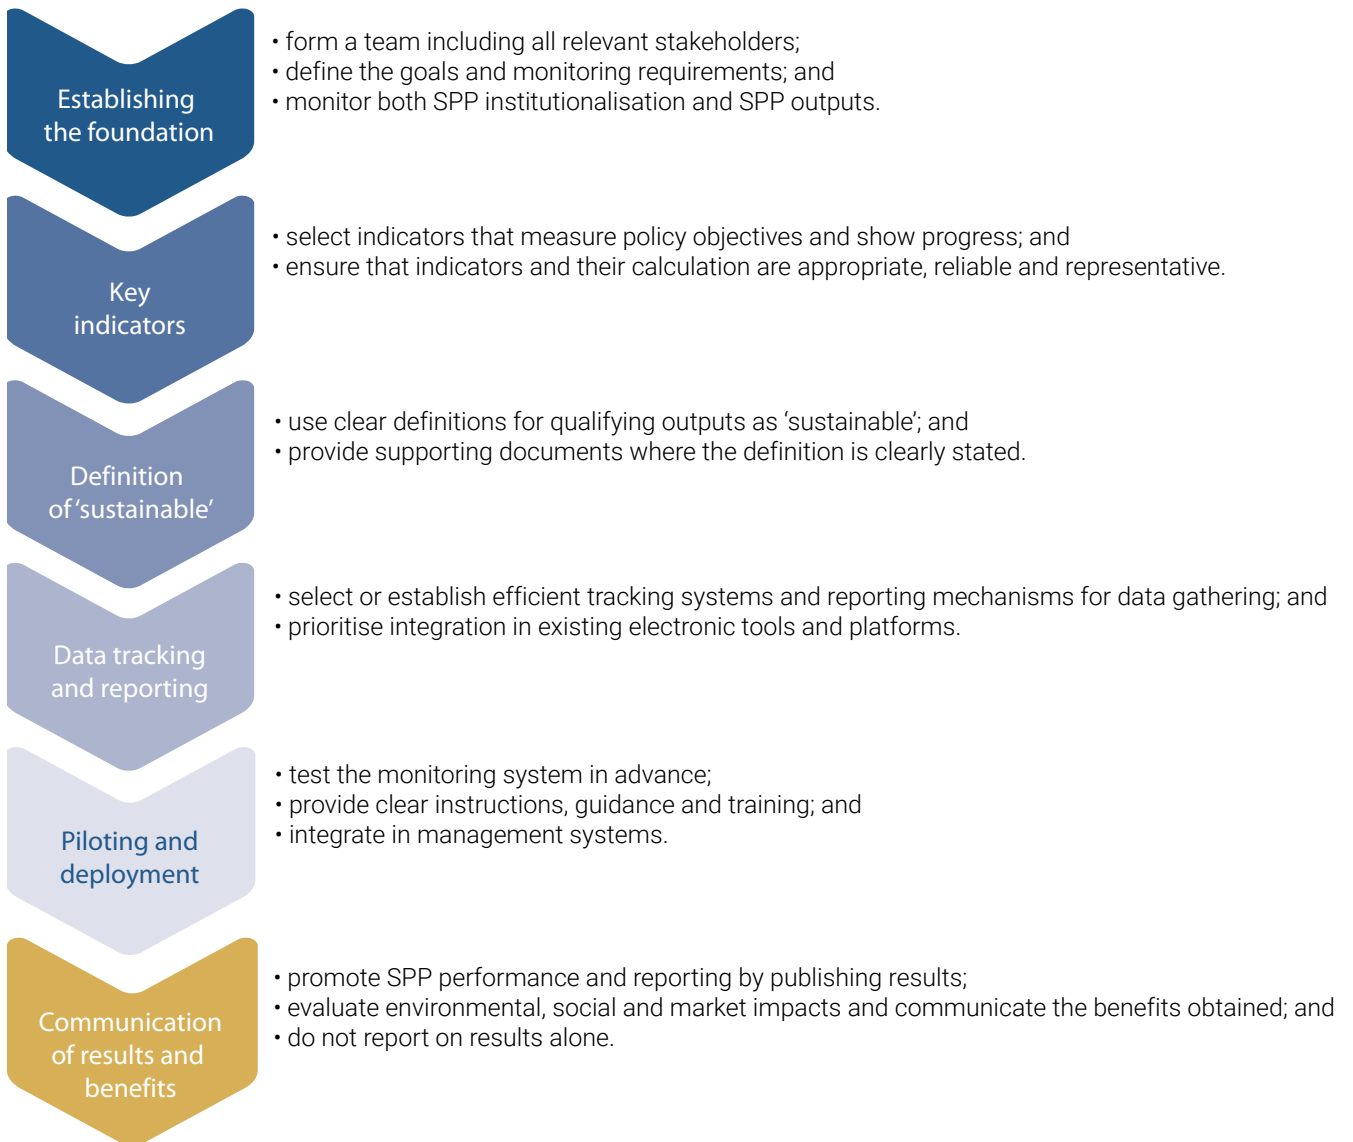 Establishing
the foundation
• form a team including all relevant stakeholders;
• define the goals and monitoring requirements; and
• monitor both SPP institutionalisation and SPP outputs.
Key
indicators
• select indicators that measure policy objectives and show progress; and
• ensure that indicators and their calculation are appropriate, reliable and representative.
Definition
of ‘sustainable’
• use clear definitions for qualifying outputs as ‘sustainable’; and
• provide supporting documents where the definition is clearly stated.
Data tracking
and reporting
• select or establish efficient tracking systems and reporting mechanisms for data gathering; and
• prioritise integration in existing electronic tools and platforms.
Piloting and
deployment
• test the monitoring system in advance;
• provide clear instructions, guidance and training; and
• integrate in management systems.
Communication
of results and
benefits
• promote SPP performance and reporting by publishing results;
• evaluate environmental, social and market impacts and communicate the benefits obtained; and
• do not report on results alone.